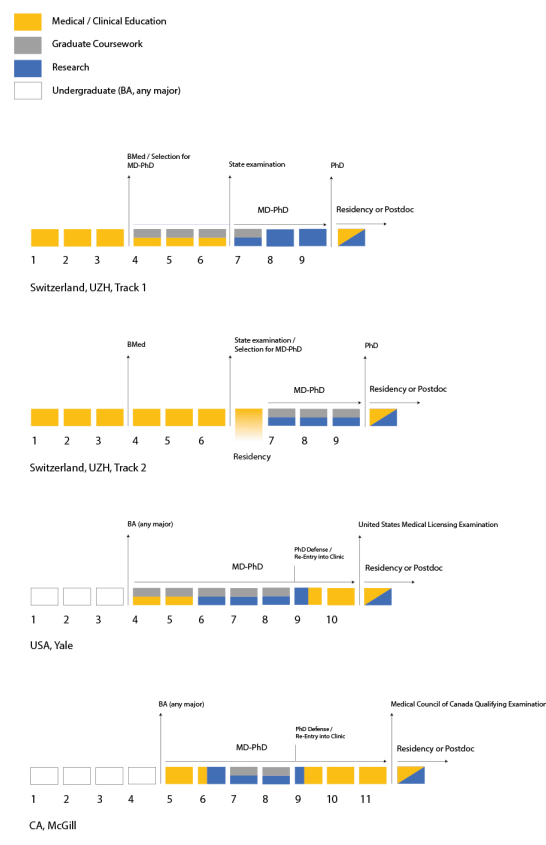 Medical / Clinical Education
Graduate Coursework
Research
Undergraduate (BA, any major)
BMed / Selection for
MD-PhD
State examination
PhD
MD-PhD
Residency or Postdoc
1 2 3 4 5 6 7 8 9
Switzerland, UZH, Track 1
BMed
State examination /
Selection for MD-PhD
PhD
MD-PhD
Residency or Postdoc
1 2 3 4 5 6 7 8 9
Residency
Switzerland, UZH, Track 2
BA (any major)
United States Medical Licensing Examination
PhD Defense /
Re-Entry into Clinic
MD-PhD
Residency or Postdoc
1 2 3 4 5 6 7 8 9 10
USA, Yale
BA (any major)
Medical Council of Canada Qualifying Examination
PhD Defense /
Re-Entry into Clinic
MD-PhD
Residency or Postdoc
1 2 3 4 5 6 7 8 9 10 11
CA, McGill